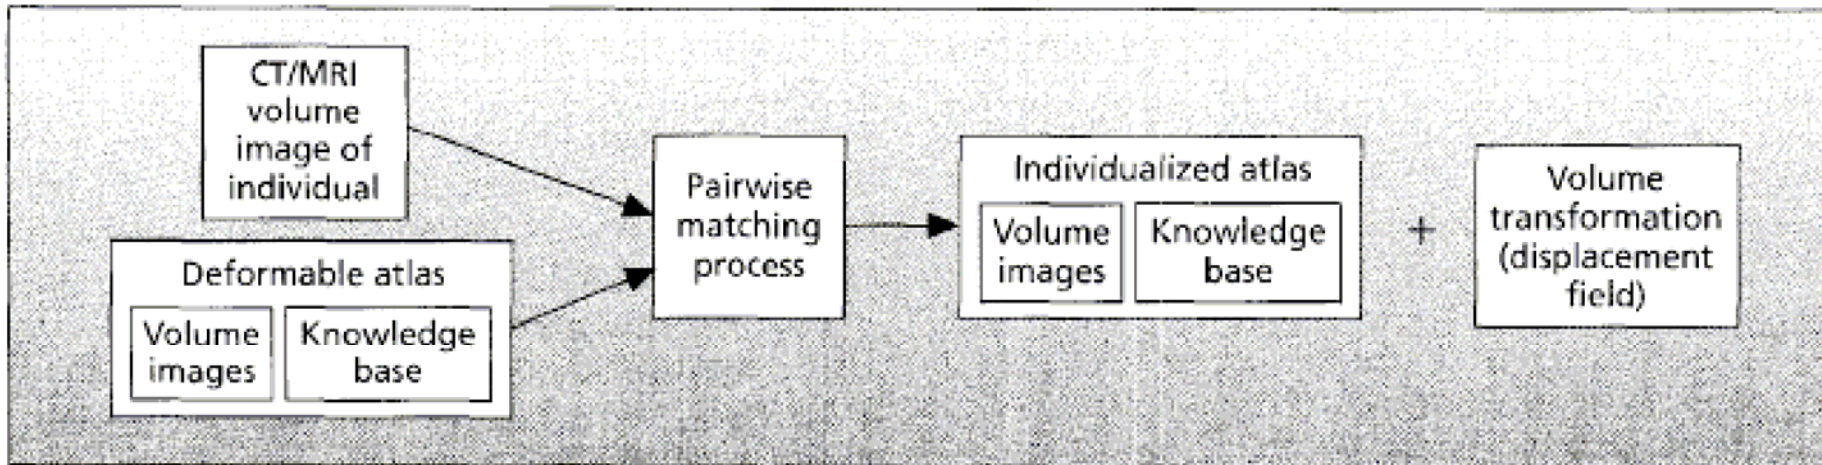 CT/MRI
volume
image of
individual
Deformable atlas
Volume
images
Knowledge
base
Pairwise
matching
process
Individualized atlas
Volume
images
Knowledge
base
+
Volume
transformation
(displacement
field)